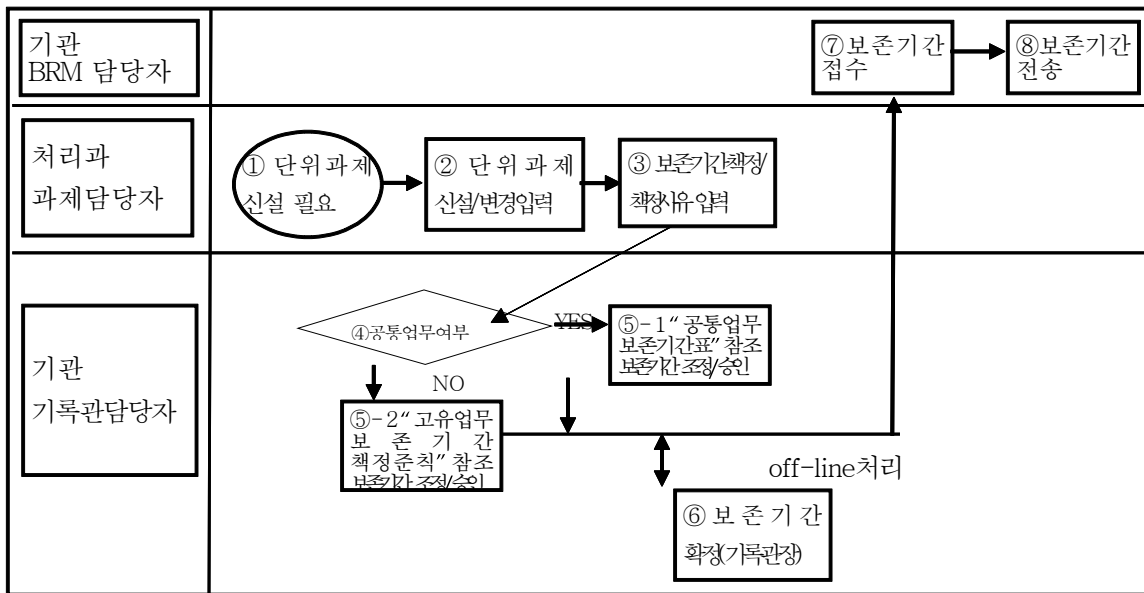 기관
BRM 담당자
⑦보존기간
접수
⑧보존기간
전송
처리과
과제담당자
① 단위과제
신설 필요
② 단위과제
신설/변경입력
③ 보존기간책정/
책정사유 입력
기관
기록관담당자
④공통업무여부
YES
NO
⑤-1“ 공통업무
보존기간표” 참조
보존기간 조정/승인
⑤-2“ 고유업무
보 존 기 간
책정준칙” 참조
보존기간 조정/승인
off-line처리
⑥ 보 존 기 간
확정(기록관장)